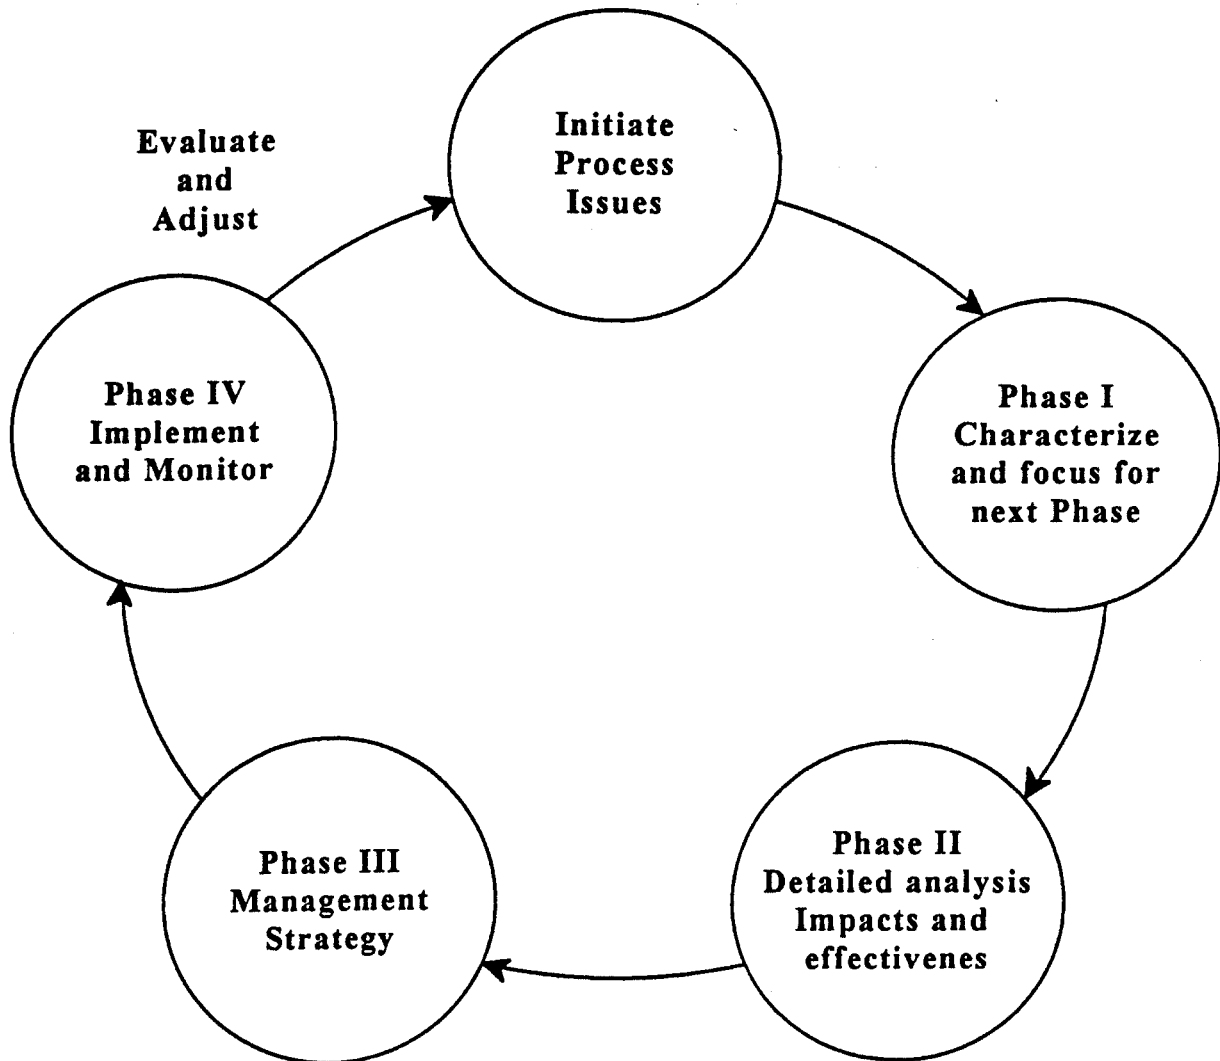 Initiate
Process
Issues
Evaluate
and
Adjust
Phase I
Characterize
and focus for
next Phase
Phase II
Detailed analysis
Impacts and
effectivenes
Phase III
Management
Strategy
Phase IV
Implement
and Monitor